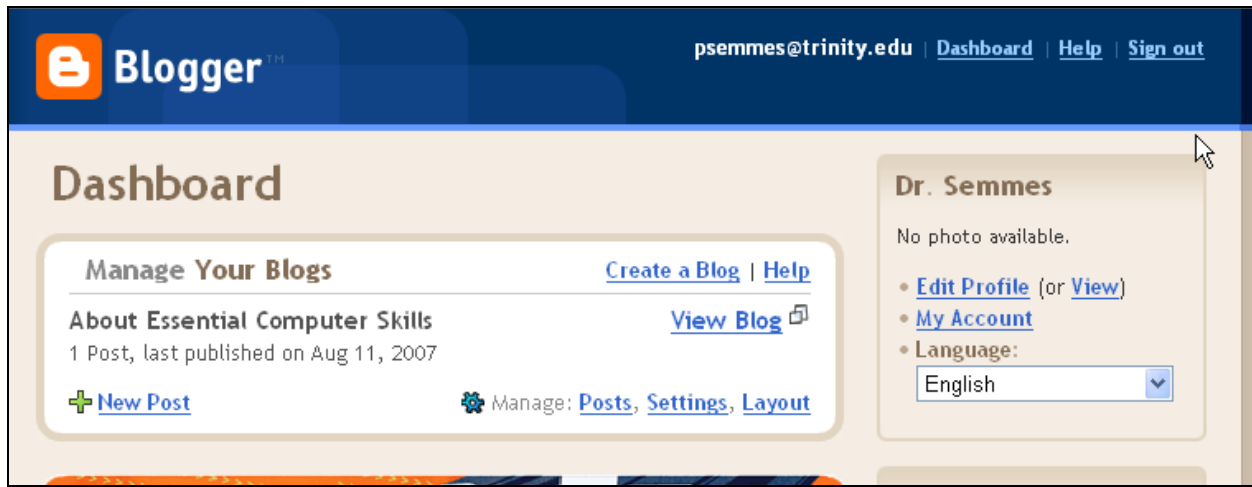 Blogger™
psemmes@trinity.edu | Dashboard | Help | Sign out
Dashboard
Manage Your Blogs
Create a Blog | Help
About Essential Computer Skills
View Blog
1 Post, last published on Aug 11, 2007
New Post
Manage: Posts, Settings, Layout
Dr. Semmes
No photo available.
• Edit Profile (or View)
• My Account
• Language:
English